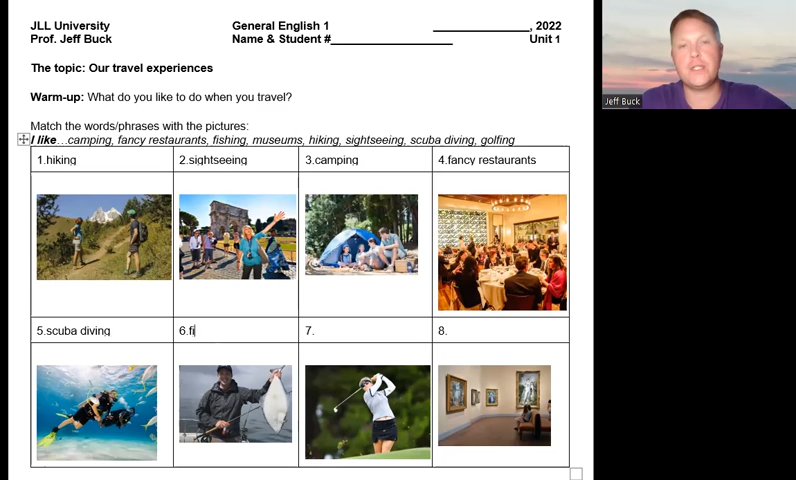 JLL University General English 1 ____________, 2022
Prof. Jeff Buck Name & Student #________________ Unit 1
The topic: Our travel experiences
Warm-up: What do you like to do when you travel?
Match the words/phrases with the pictures:
I like…camping, fancy restaurants, fishing, museums, hiking, sightseeing, scuba diving, golfing
1.hiking 2.sightseeing 3.camping 4.fancy restaurants
5.scuba diving 6.fi 7. 8.
Jeff Buck